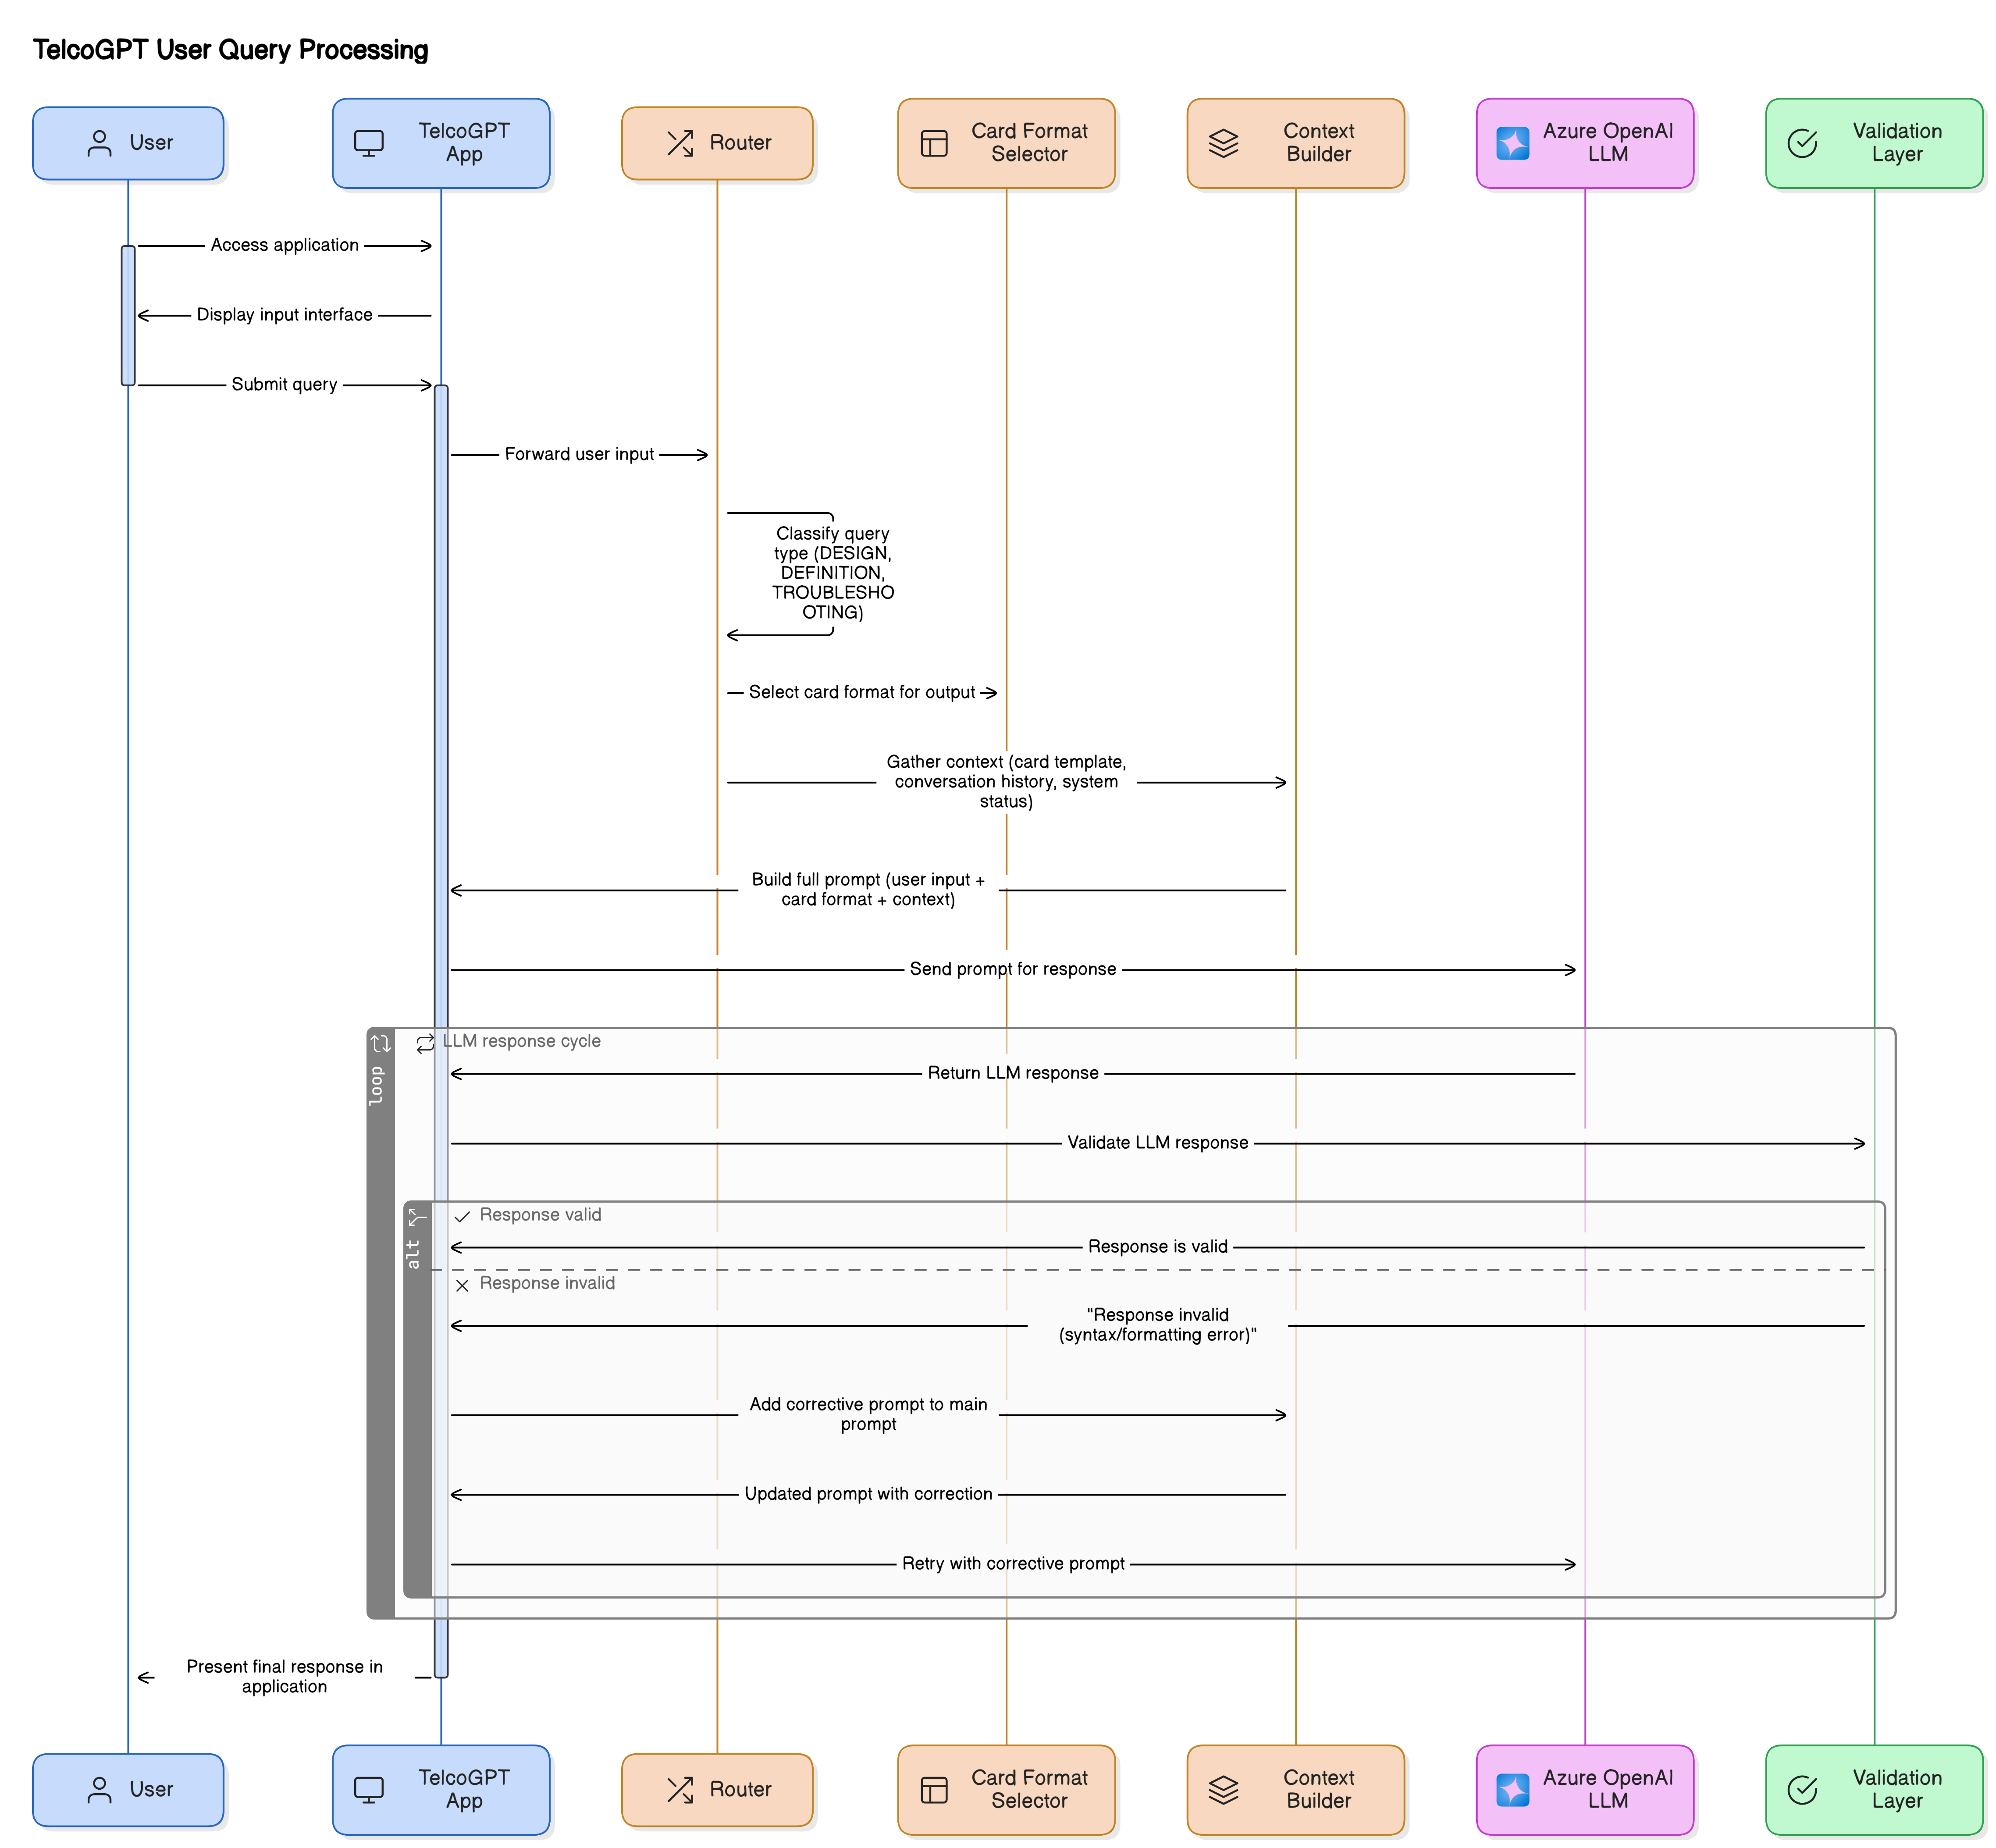 TelcoGPT User Query Processing
User
TelcoGPT
App
Router
Card Format
Selector
Context
Builder
Azure OpenAI
LLM
Validation
Layer
Access application
Display input interface
Submit query
Forward user input
Classify query
type (DESIGN,
DEFINITION,
TROUBLESHO
OTING)
Select card format for output
Gather context (card template,
conversation history, system
status)
Build full prompt (user input +
card format + context)
Send prompt for response
loop
LLM response cycle
Return LLM response
Validate LLM response
alt
Response valid
Response is valid
Response invalid
"Response invalid
(syntax/formatting error)"
Add corrective prompt to main
prompt
Updated prompt with correction
Retry with corrective prompt
Present final response in
application
User
TelcoGPT
App
Router
Card Format
Selector
Context
Builder
Azure OpenAI
LLM
Validation
Layer